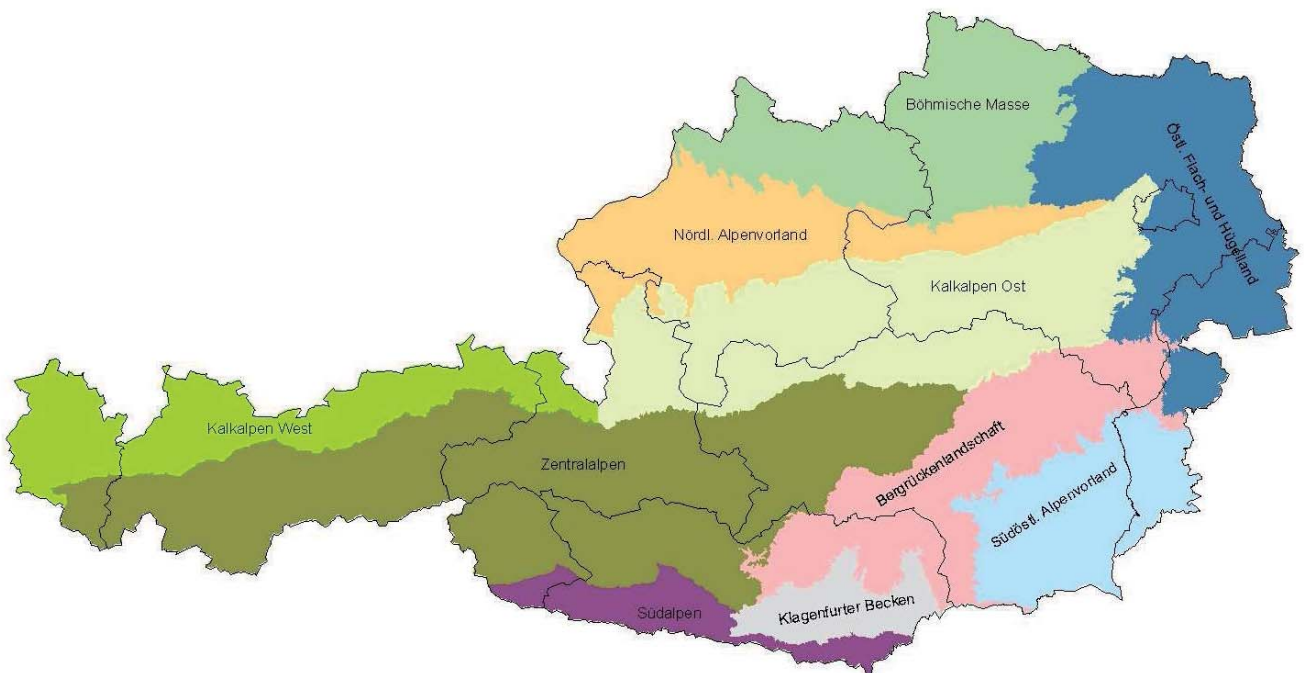 Böhmische Masse
Östl. Flach- und Hügelland
Nördl. Alpenvorland
Kalkalpen Ost
Kalkalpen West
Zentralalpen
Bergrückenlandschaft
Südöstl. Alpenvorland
Südalpen
Klagenfurter Becken